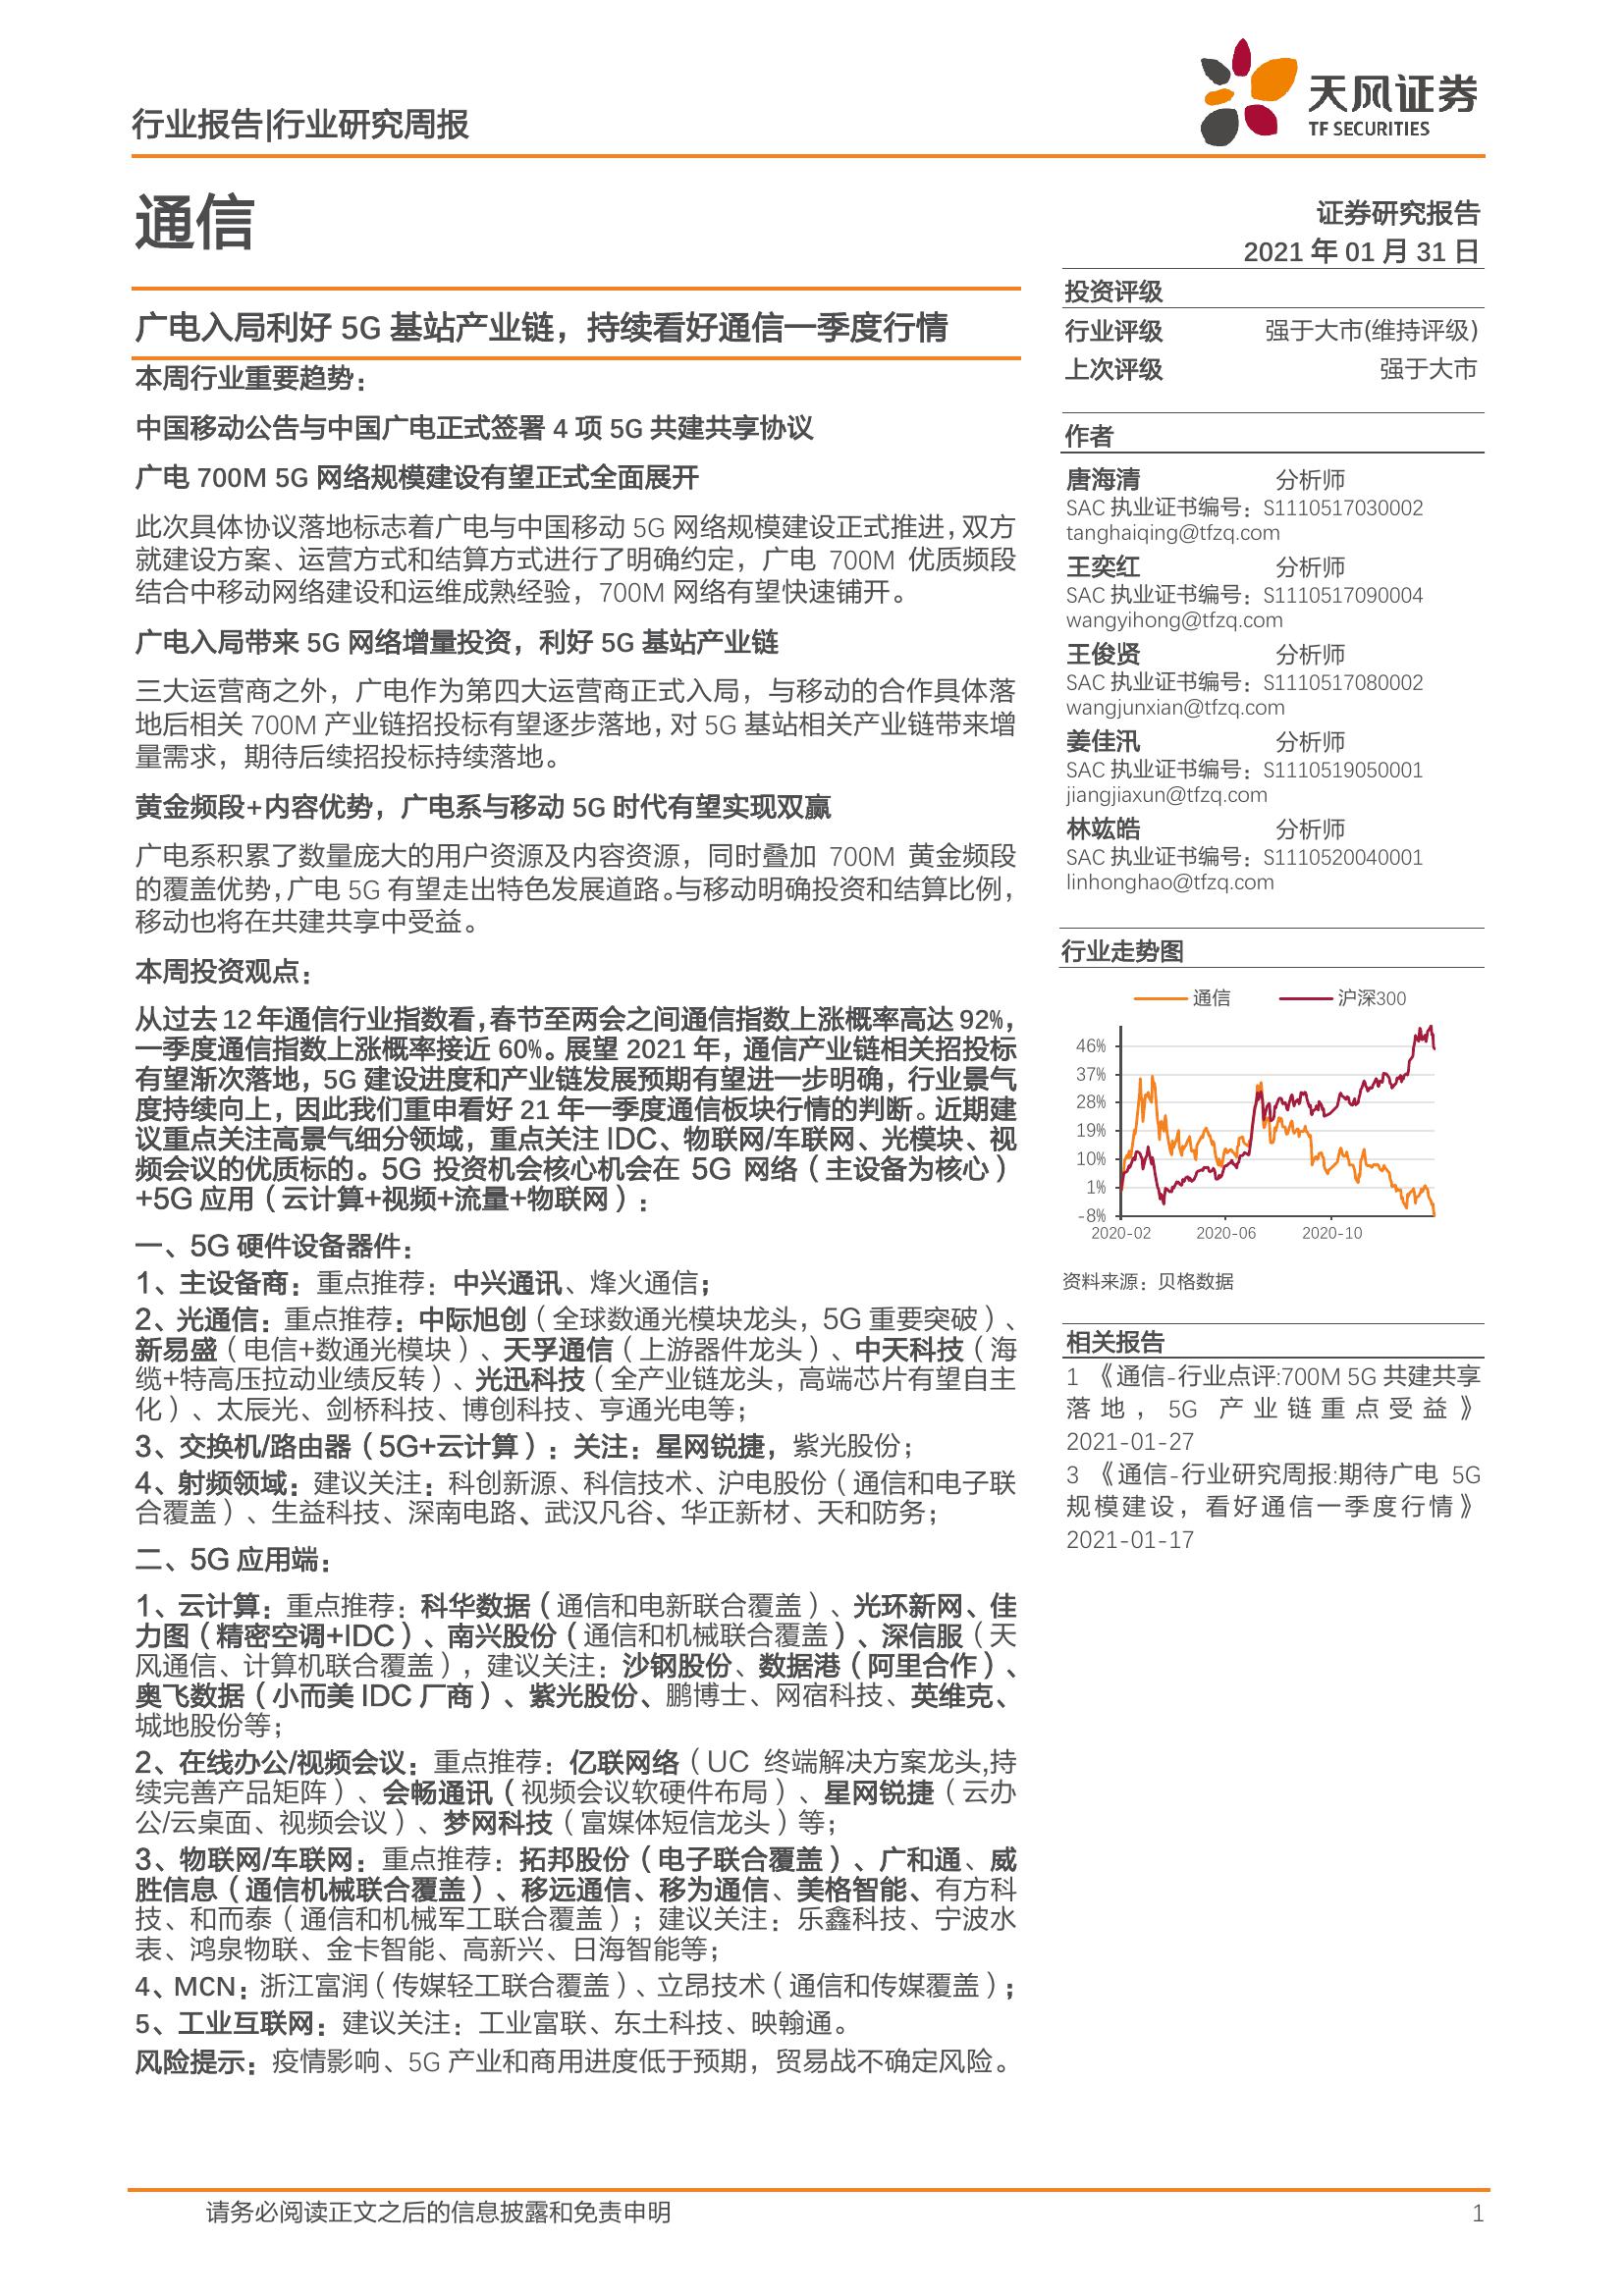 行业报告|行业研究周报
天风证券
TF SECURITIES
通信
证券研究报告
2021 年 01 月 31 日
广电入局利好 5G 基站产业链，持续看好通信一季度行情
本周行业重要趋势：
中国移动公告与中国广电正式签署 4 项 5G 共建共享协议
广电 700M 5G 网络规模建设有望正式全面展开
此次具体协议落地标志着广电与中国移动 5G 网络规模建设正式推进，双方
就建设方案、运营方式和结算方式进行了明确约定，广电 700M 优质频段
结合中移动网络建设和运维成熟经验，700M 网络有望快速铺开。
广电入局带来 5G 网络增量投资，利好 5G 基站产业链
三大运营商之外，广电作为第四大运营商正式入局，与移动的合作具体落
地后相关 700M 产业链招投标有望逐步落地，对 5G 基站相关产业链带来增
量需求，期待后续招投标持续落地。
黄金频段+内容优势，广电系与移动 5G 时代有望实现双赢
广电系积累了数量庞大的用户资源及内容资源，同时叠加 700M 黄金频段
的覆盖优势，广电 5G 有望走出特色发展道路。与移动明确投资和结算比例，
移动也将在共建共享中受益。
本周投资观点：
从过去 12 年通信行业指数看，春节至两会之间通信指数上涨概率高达 92%，
一季度通信指数上涨概率接近 60%。展望 2021 年，通信产业链相关招投标
有望渐次落地，5G 建设进度和产业链发展预期有望进一步明确，行业景气
度持续向上，因此我们重申看好 21 年一季度通信板块行情的判断。近期建
议重点关注高景气细分领域，重点关注 IDC、物联网/车联网、光模块、视
频会议的优质标的。5G 投资机会核心机会在 5G 网络（主设备为核心）
+5G 应用（云计算+视频+流量+物联网）：
一、5G 硬件设备器件：
1、主设备商：重点推荐：中兴通讯、烽火通信；
2、光通信：重点推荐：中际旭创（全球数通光模块龙头，5G 重要突破）、
新易盛（电信+数通光模块）、天孚通信（上游器件龙头）、中天科技（海
缆+特高压拉动业绩反转）、光迅科技（全产业链龙头，高端芯片有望自主
化）、太辰光、剑桥科技、博创科技、亨通光电等；
3、交换机/路由器（5G+云计算）：关注：星网锐捷，紫光股份；
4、射频领域：建议关注：科创新源、科信技术、沪电股份（通信和电子联
合覆盖）、生益科技、深南电路、武汉凡谷、华正新材、天和防务；
二、5G 应用端：
1、云计算：重点推荐：科华数据（通信和电新联合覆盖）、光环新网、佳
力图（精密空调+IDC）、南兴股份（通信和机械联合覆盖）、深信服（天
风通信、计算机联合覆盖），建议关注：沙钢股份、数据港（阿里合作）、
奥飞数据（小而美 IDC 厂商）、紫光股份、鹏博士、网宿科技、英维克、
城地股份等；
2、在线办公/视频会议：重点推荐：亿联网络（UC 终端解决方案龙头,持
续完善产品矩阵）、会畅通讯（视频会议软硬件布局）、星网锐捷（云办
公/云桌面、视频会议）、梦网科技（富媒体短信龙头）等；
3、物联网/车联网：重点推荐：拓邦股份（电子联合覆盖）、广和通、威
胜信息（通信机械联合覆盖）、移远通信、移为通信、美格智能、有方科
技、和而泰（通信和机械军工联合覆盖）；建议关注：乐鑫科技、宁波水
表、鸿泉物联、金卡智能、高新兴、日海智能等；
4、MCN：浙江富润（传媒轻工联合覆盖）、立昂技术（通信和传媒覆盖）；
5、工业互联网：建议关注：工业富联、东土科技、映翰通。
风险提示：疫情影响、5G 产业和商用进度低于预期，贸易战不确定风险。
投资评级
行业评级 强于大市(维持评级)
上次评级 强于大市
作者
唐海清 分析师
SAC 执业证书编号：S1110517030002
tanghaiqing@tfzq.com
王奕红 分析师
SAC 执业证书编号：S1110517090004
wangyihong@tfzq.com
王俊贤 分析师
SAC 执业证书编号：S1110517080002
wangjunxian@tfzq.com
姜佳汛 分析师
SAC 执业证书编号：S1110519050001
jiangjiaxun@tfzq.com
林竑皓 分析师
SAC 执业证书编号：S1110520040001
linhonghao@tfzq.com
行业走势图
通信 沪深300
46%
37%
28%
19%
10%
1%
-8%
2020-02 2020-06 2020-10
资料来源：贝格数据
相关报告
1 《通信-行业点评:700M 5G 共建共享
落地，5G 产业链重点受益》
2021-01-27
3 《通信-行业研究周报:期待广电 5G
规模建设，看好通信一季度行情》
2021-01-17
请务必阅读正文之后的信息披露和免责申明 1